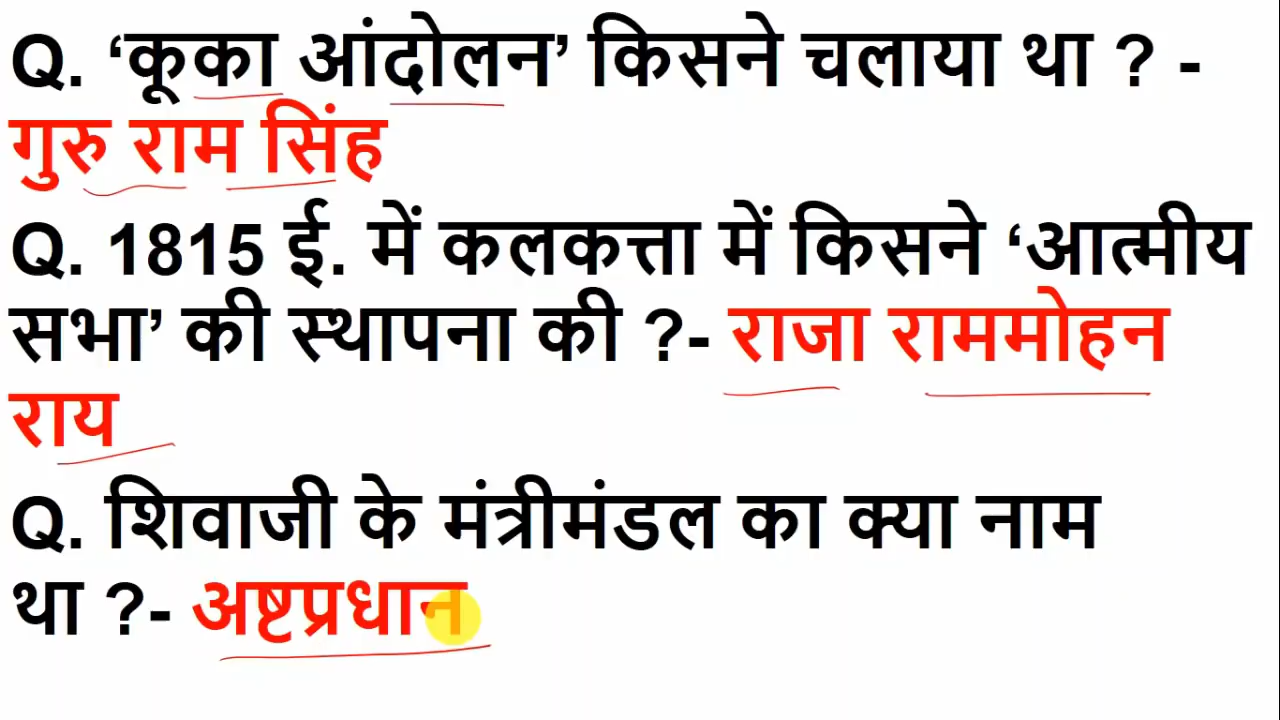 Q. ‘कूका आंदोलन’ किसने चलाया था ? -
गुरु राम सिंह
Q. 1815 ई. में कलकत्ता में किसने ‘आत्मीय
सभा’ की स्थापना की ?- राजा राममोहन
राय
Q. शिवाजी के मंत्रीमंडल का क्या नाम
था ?- अष्टप्रधान